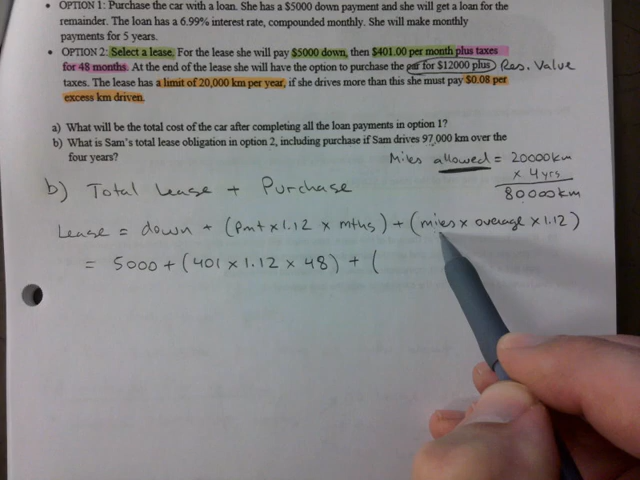 • OPTION 1: Purchase the car with a loan. She has a $5000 down payment and she will get a loan for the
remainder. The loan has a 6.99% interest rate, compounded monthly. She will make monthly
payments for 5 years.
• OPTION 2: Select a lease. For the lease she will pay $5000 down, then $401.00 per month plus taxes
for 48 months. At the end of the lease she will have the option to purchase the car for $12000 plus Res. Value
taxes. The lease has a limit of 20,000 km per year, if she drives more than this she must pay $0.08 per
excess km driven.
a) What will be the total cost of the car after completing all the loan payments in option 1?
b) What is Sam's total lease obligation in option 2, including purchase if Sam drives 97,000 km over the
four years?
Miles allowed = 20000km
x 4yrs
80,000km
b) Total Lease + Purchase
Lease = down + (pmt x 1.12 x mths) + (miles x overage x 1.12)
= 5000 + (401 x 1.12 x 48) + (